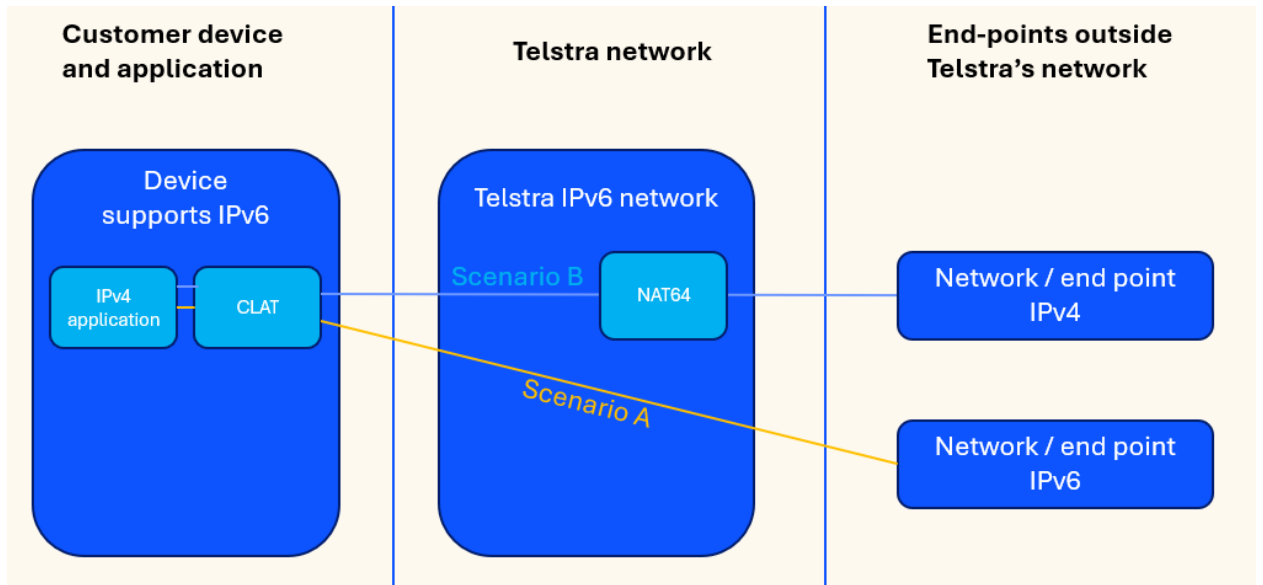 Customer device
and application
Telstra network
End-points outside
Telstra's network
Device
supports IPv6
IPv4
application
CLAT
Telstra IPv6 network
Scenario B
NAT64
Scenario A
Network / end point
IPv4
Network / end point
IPv6